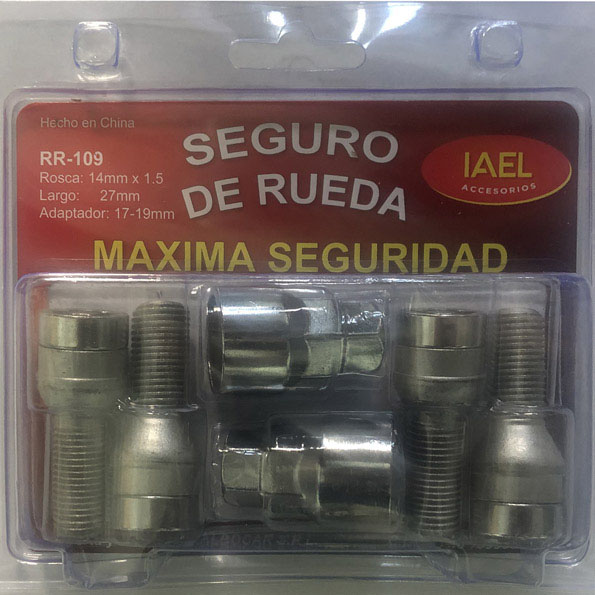 Hecho en China
RR-109
Rosca: 14mm x 1.5
Largo: 27mm
Adaptador: 17-19mm
SEGURO
DE RUEDA
IAEL
ACCESORIOS
MAXIMA SEGURIDAD